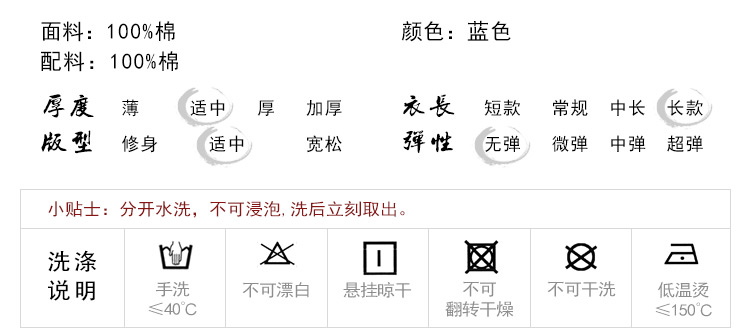 面料：100%棉
颜色：蓝色
配料：100%棉
厚度 薄 适中 厚 加厚
衣長 短款 常规 中长 长款
版型 修身 适中 宽松
弹性 无弹 微弹 中弹 超弹
小贴士：分开水洗，不可浸泡,洗后立刻取出。
洗涤
说明
手洗
≤40℃
不可漂白
悬挂晾干
不可
翻转干燥
不可干洗
低温烫
≤150℃